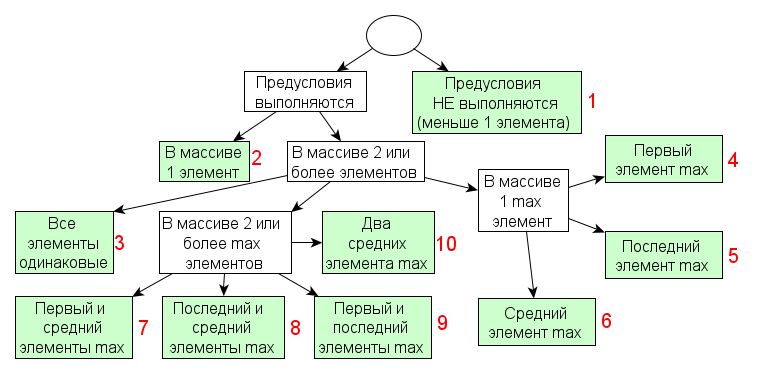 Предусловия
выполняются
Предусловия
НЕ выполняются
(меньше 1 элемента)
1
В массиве
1 элемент
2
В массиве 2 или
более элементов
Первый
элемент max
4
В массиве
1 max
элемент
Все
элементы
одинаковые
3
В массиве 2 или
более max
элементов
Два
средних
элемента max
10
Последний
элемент max
5
Первый и
средний
элементы max
7
Последний и
средний
элементы max
8
Первый и
последний
элементы max
9
Средний
элемент max
6